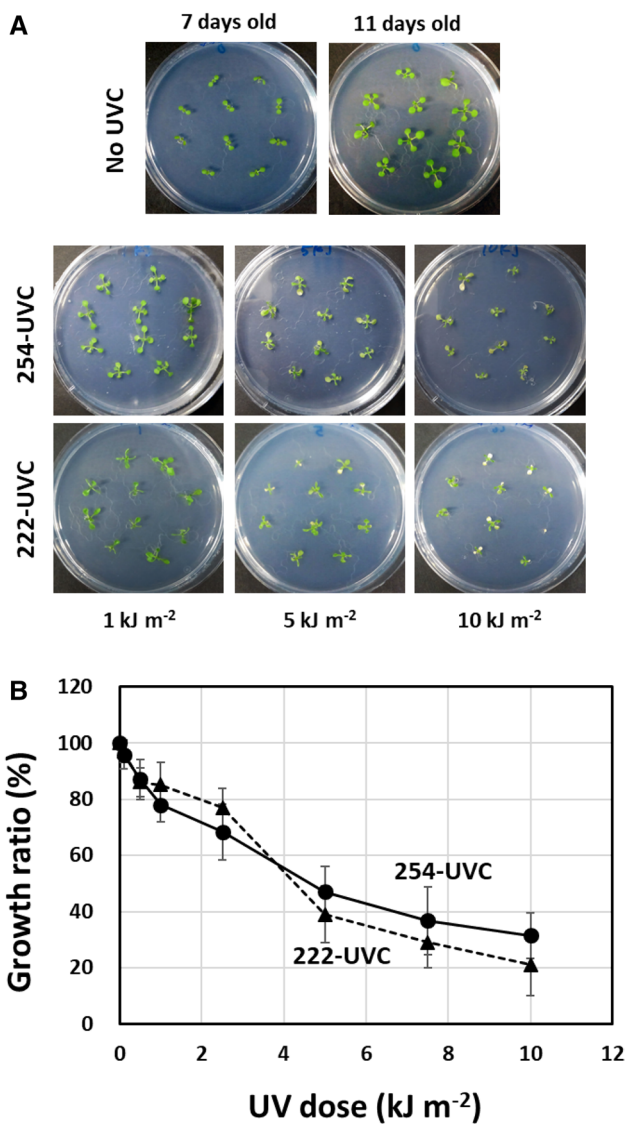 A
7 days old
11 days old
No UVC
254-UVC
222-UVC
1 kJ m-2
5 kJ m-2
10 kJ m-2
B
120
100
80
60
40
20
0
Growth ratio (%)
254-UVC
222-UVC
0 2 4 6 8 10 12
UV dose (kJ m-2)